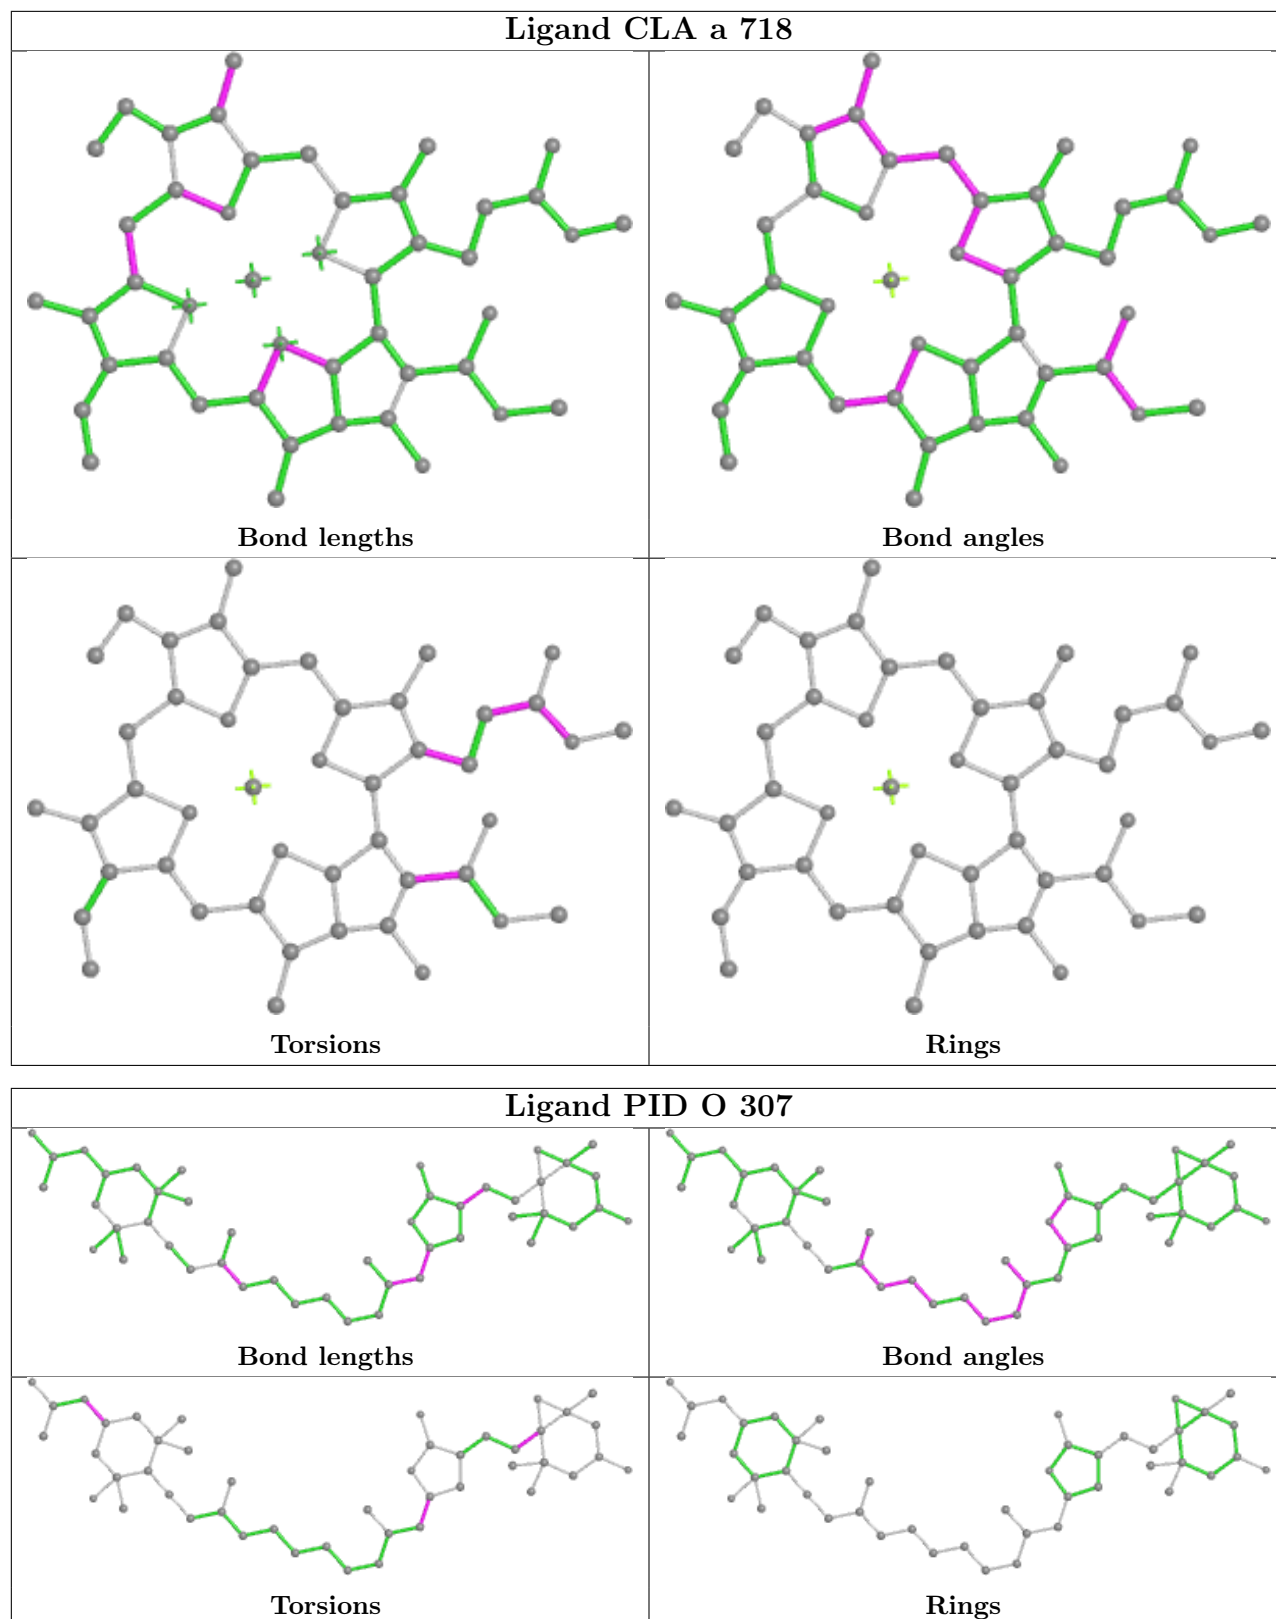 Ligand CLA a 718
Bond lengths
Bond angles
Torsions
Rings
Ligand PID O 307
Bond lengths
Bond angles
Torsions
Rings